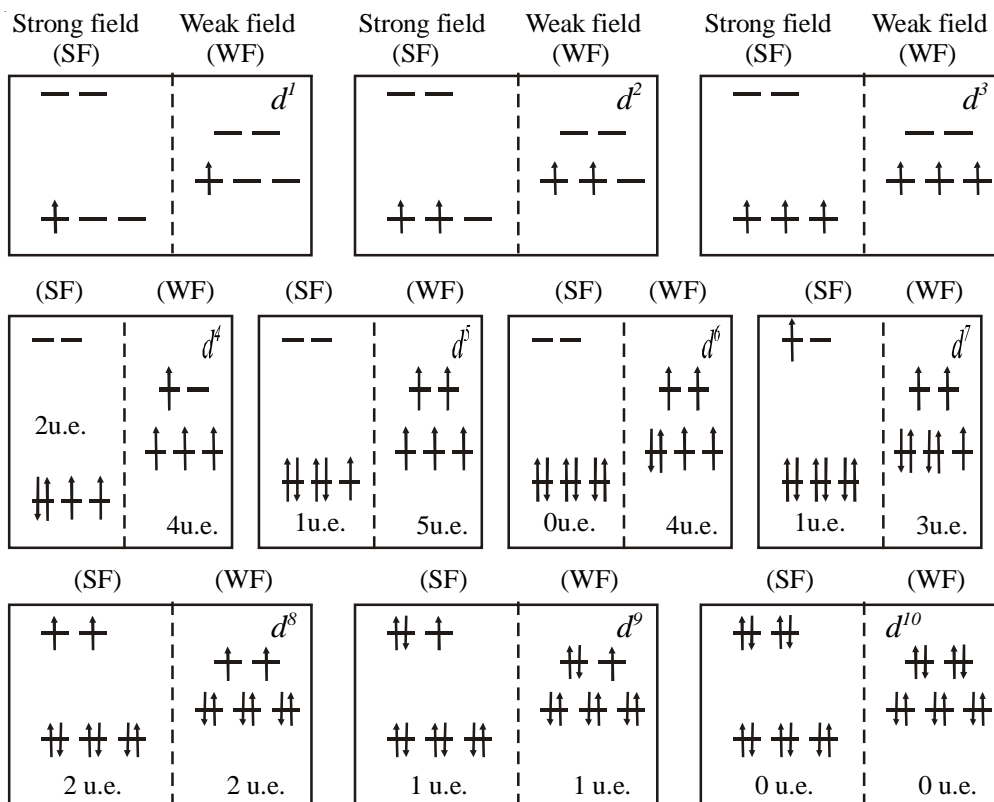 Strong field Weak field Strong field Weak field Strong field Weak field
(SF) (WF) (SF) (WF) (SF) (WF)
d¹ d² d³
(SF) (WF) (SF) (WF) (SF) (WF) (SF) (WF)
d⁴ d⁵ d⁶ d⁷
2u.e.
4u.e. 1u.e. 5u.e. 0u.e. 4u.e. 1u.e. 3u.e.
(SF) (WF) (SF) (WF) (SF) (WF)
d⁸ d⁹ d¹⁰
2 u.e. 2 u.e. 1 u.e. 1 u.e. 0 u.e. 0 u.e.